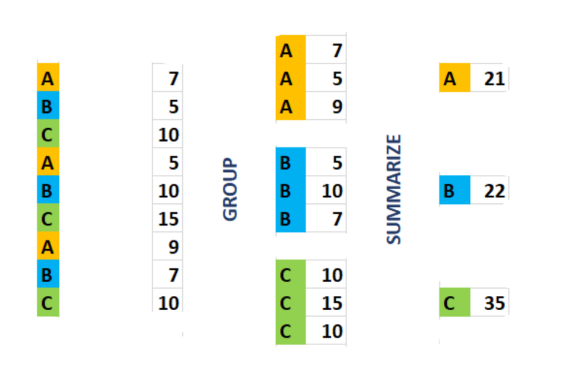 A 7
B 5
C 10
A 5
B 10
C 15
A 9
B 7
C 10
GROUP
A 7
A 5
A 9
B 5
B 10
B 7
C 10
C 15
C 10
SUMMARIZE
A 21
B 22
C 35